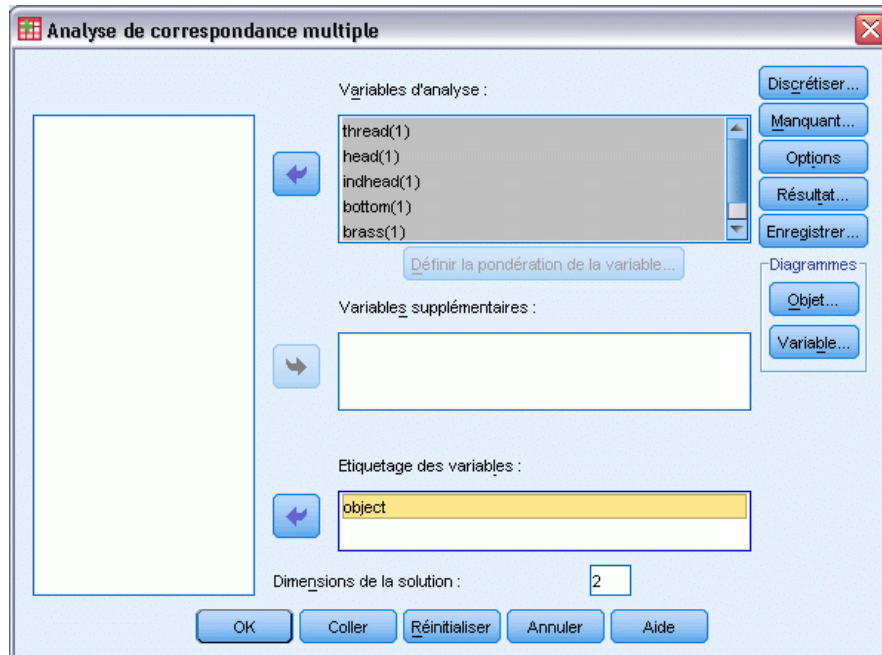 Analyse de correspondance multiple
Variables d'analyse :
thread(1)
head(1)
indhead(1)
bottom(1)
brass(1)
Définir la pondération de la variable...
Variables supplémentaires :
Etiquetage des variables :
object
Dimensions de la solution :
2
Discrétiser...
Manquant...
Options
Résultat...
Enregistrer...
Diagrammes
Objet...
Variable...
OK
Coller
Réinitialiser
Annuler
Aide